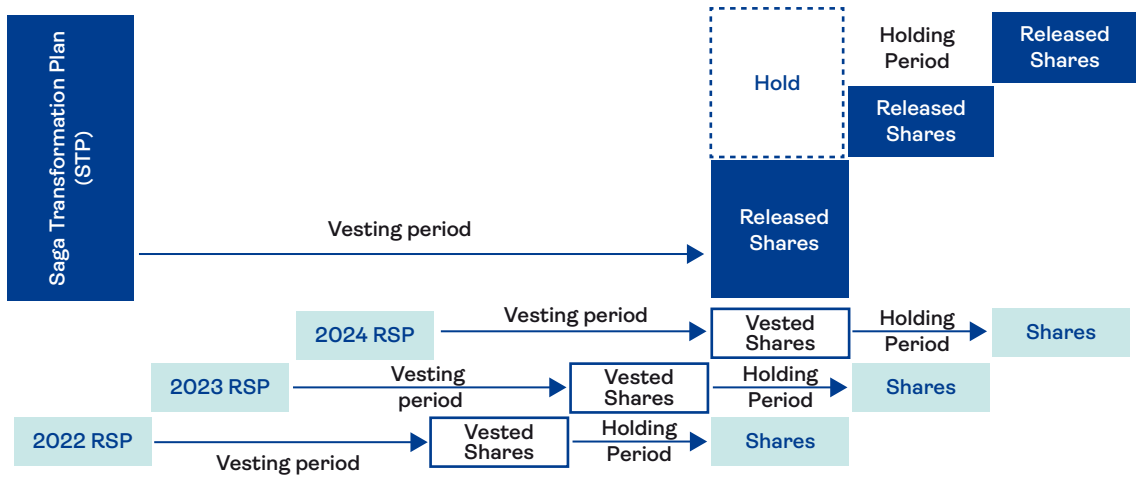 Saga Transformation Plan
(STP)
Vesting period
Hold
Released
Shares
Holding
Period
Released
Shares
Released
Shares
2024 RSP
Vesting period
Vested
Shares
Holding
Period
Shares
2023 RSP
Vesting
period
Vested
Shares
Holding
Period
Shares
2022 RSP
Vesting period
Vested
Shares
Holding
Period
Shares